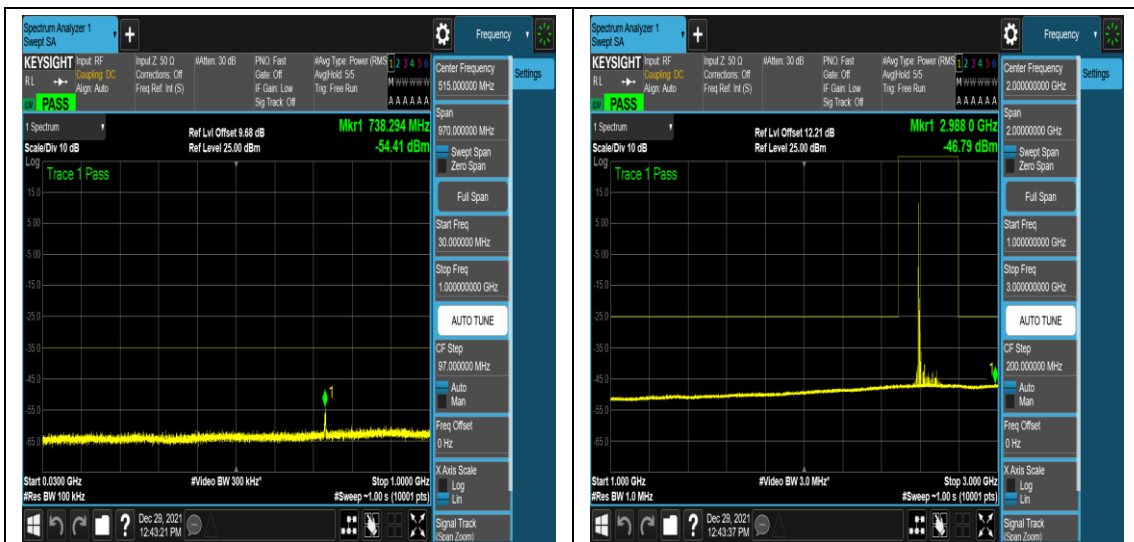 Spectrum Analyzer 1
Swept SA
+
Frequency
KEYSIGHT
Input: RF
Input Z: 50 Ω
#Atten: 30 dB
PNO: Fast
#Avg Type: Power (RMS
1 2 3 4 5 6
RL
Coupling: DC
Corrections: Off
Gate: Off
Avg|Hold: 5/5
M W W W W W
Align: Auto
Freq Ref: Int (S)
IF Gain: Low
Trig: Free Run
LV PASS
Sig Track: Off
A A A A A A
Center Frequency
515.000000 MHz
Settings
1 Spectrum
Ref Lvl Offset 9.68 dB
Mkr1 738.294 MHz
Scale/Div 10 dB
Ref Level 25.00 dBm
-54.41 dBm
Span
970.000000 MHz
Swept Span
Zero Span
Log
Trace 1 Pass
15.0
5.00
-5.00
-15.0
-25.0
-35.0
-45.0
-55.0
-65.0
1
Full Span
Start Freq
30.000000 MHz
Stop Freq
1.000000000 GHz
AUTO TUNE
CF Step
97.000000 MHz
Auto
Man
Freq Offset
0 Hz
X Axis Scale
Log
Lin
Signal Track
(Span Zoom)
Start 0.0300 GHz
#Video BW 300 kHz*
Stop 1.0000 GHz
#Res BW 100 kHz
#Sweep ~1.00 s (10001 pts)
?
Dec 29, 2021
12:43:21 PM
Spectrum Analyzer 1
Swept SA
+
Frequency
KEYSIGHT
Input: RF
Input Z: 50 Ω
#Atten: 30 dB
PNO: Fast
#Avg Type: Power (RMS
1 2 3 4 5 6
RL
Coupling: DC
Corrections: Off
Gate: Off
Avg|Hold: 5/5
M W W W W W
Align: Auto
Freq Ref: Int (S)
IF Gain: Low
Trig: Free Run
LV PASS
Sig Track: Off
A A A A A A
Center Frequency
2.000000000 GHz
Settings
1 Spectrum
Ref Lvl Offset 12.21 dB
Mkr1 2.988 0 GHz
Scale/Div 10 dB
Ref Level 25.00 dBm
-46.79 dBm
Span
2.00000000 GHz
Swept Span
Zero Span
Log
Trace 1 Pass
15.0
5.00
-5.00
-15.0
-25.0
-35.0
-45.0
-55.0
-65.0
1
Full Span
Start Freq
1.000000000 GHz
Stop Freq
3.000000000 GHz
AUTO TUNE
CF Step
200.000000 MHz
Auto
Man
Freq Offset
0 Hz
X Axis Scale
Log
Lin
Signal Track
(Span Zoom)
Start 1.000 GHz
#Video BW 3.0 MHz*
Stop 3.000 GHz
#Res BW 1.0 MHz
#Sweep ~1.00 s (10001 pts)
?
Dec 29, 2021
12:43:37 PM